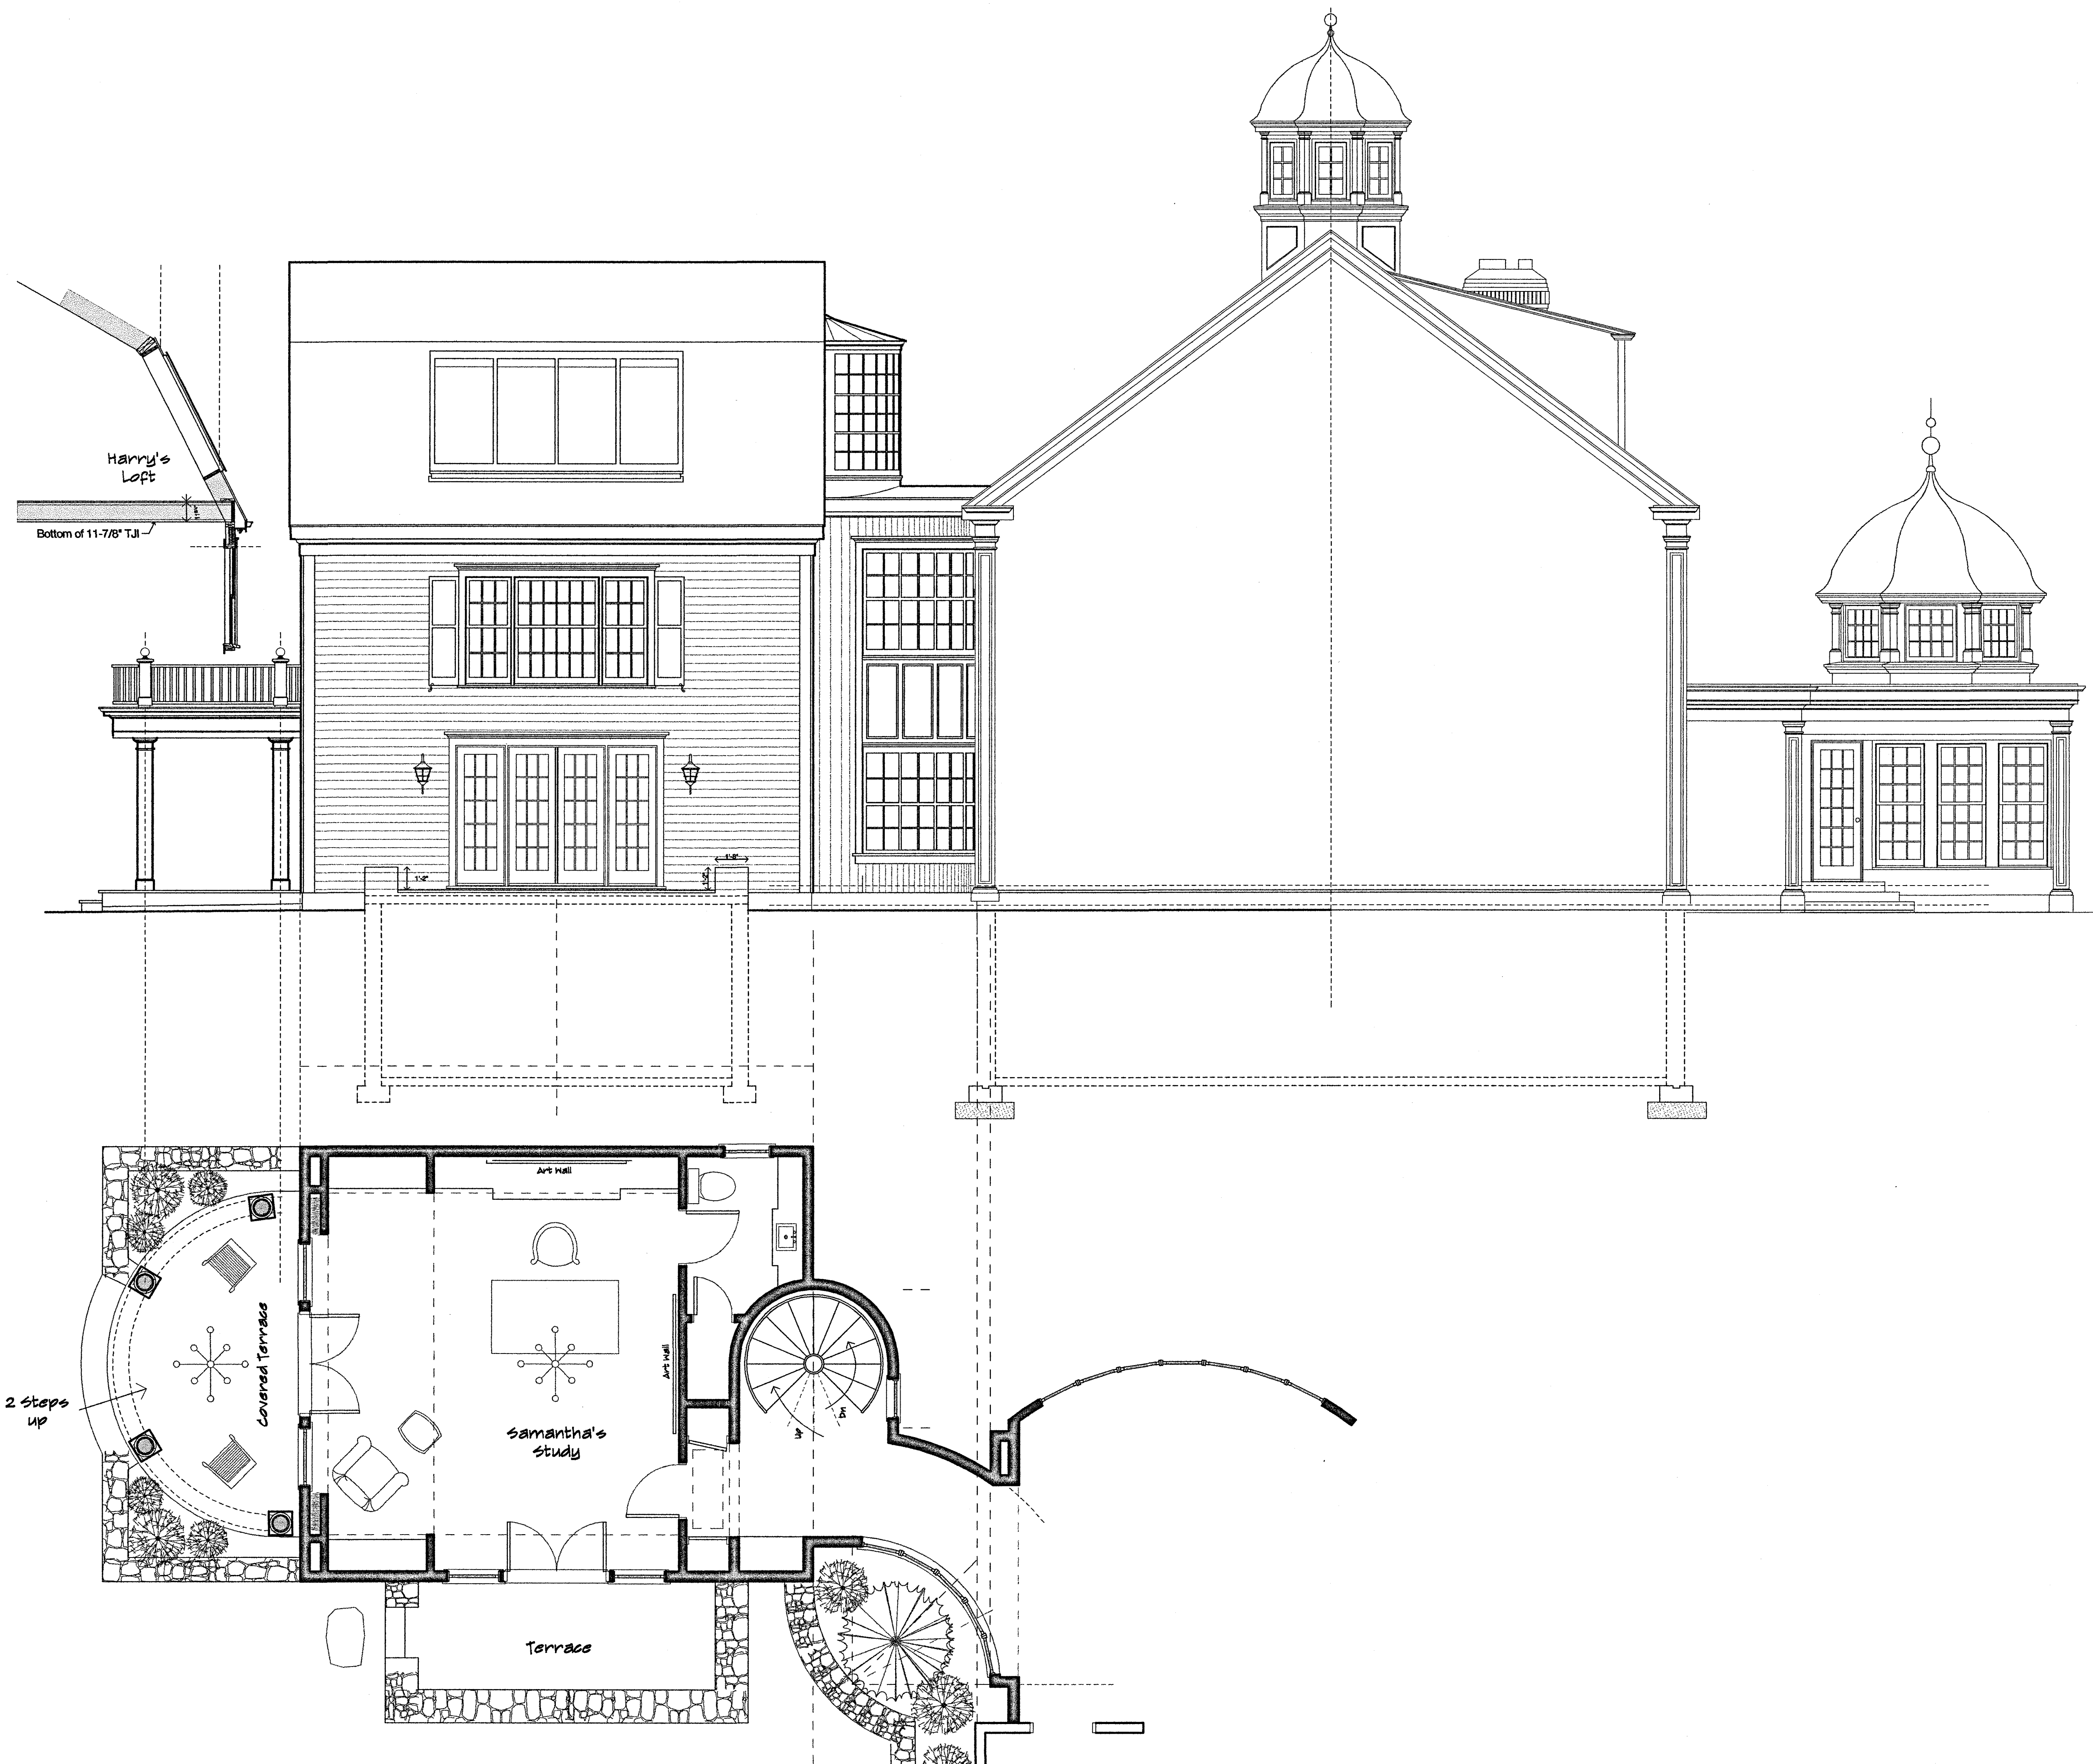 Harry's
Loft
Bottom of 11-7/8" TJI
Art Wall
Covered Terrace
Art Wall
2 Steps
up
Samantha's
Study
Up
Dn
Terrace